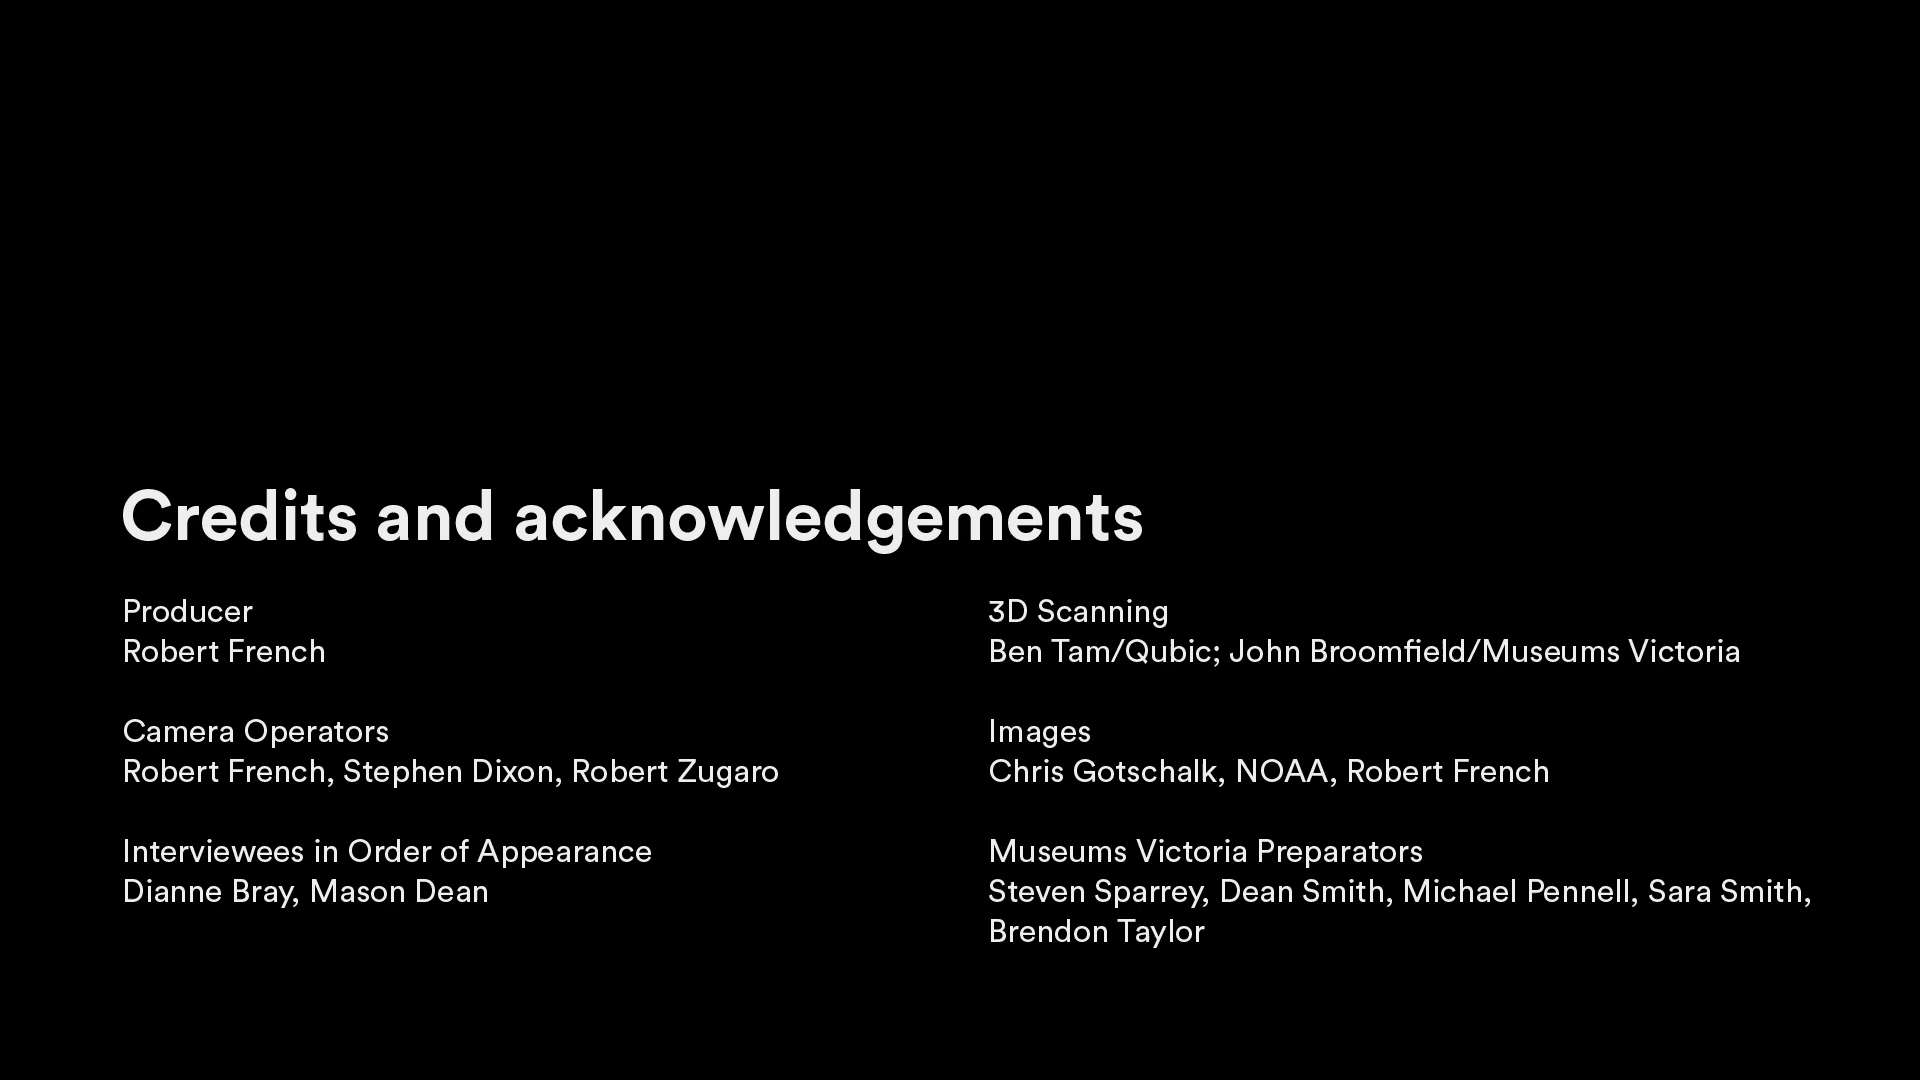 Credits and acknowledgements
Producer
Robert French
Camera Operators
Robert French, Stephen Dixon, Robert Zugaro
Interviewees in Order of Appearance
Dianne Bray, Mason Dean
3D Scanning
Ben Tam/Qubic; John Broomfield/Museums Victoria
Images
Chris Gotschalk, NOAA, Robert French
Museums Victoria Preparators
Steven Sparrey, Dean Smith, Michael Pennell, Sara Smith,
Brendon Taylor